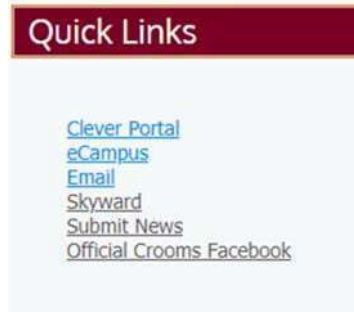 Quick Links
Clever Portal
eCampus
Email
Skyward
Submit News
Official Crooms Facebook